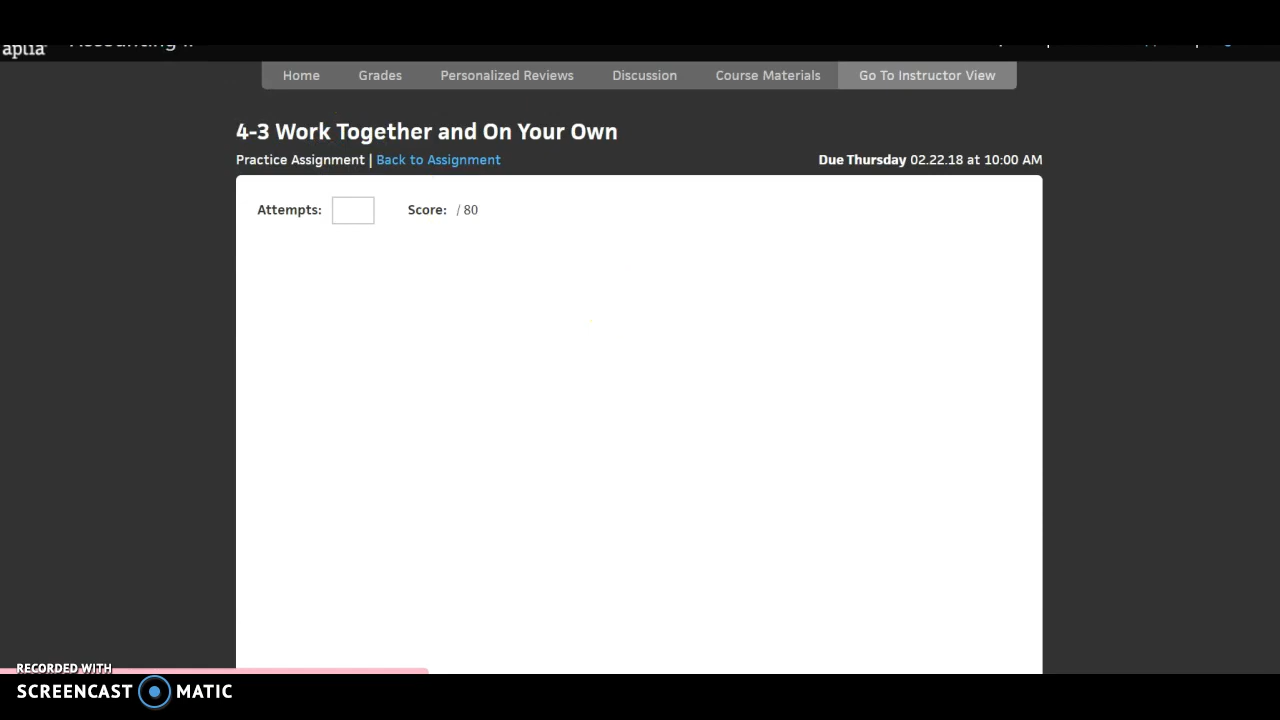 aplia
Home Grades Personalized Reviews Discussion Course Materials Go To Instructor View
4-3 Work Together and On Your Own
Practice Assignment | Back to Assignment Due Thursday 02.22.18 at 10:00 AM
Attempts: Score: / 80
RECORDED WITH
SCREENCAST MATIC